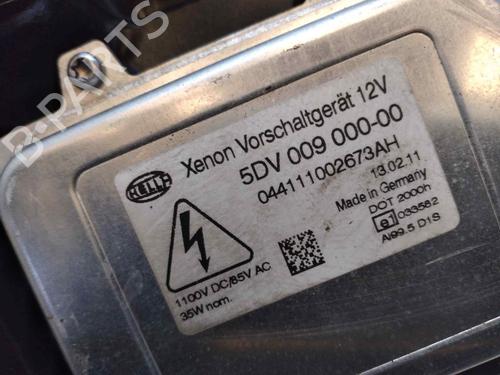 B-PARTS
HELLA
Xenon Vorschaltgerät 12V
5DV 009 000-00
044111002673AH
13.02.11
Made in Germany
DOT 2000h
e1 033582
AI99.5 D1S
1100V DC/85V AC
35W nom.